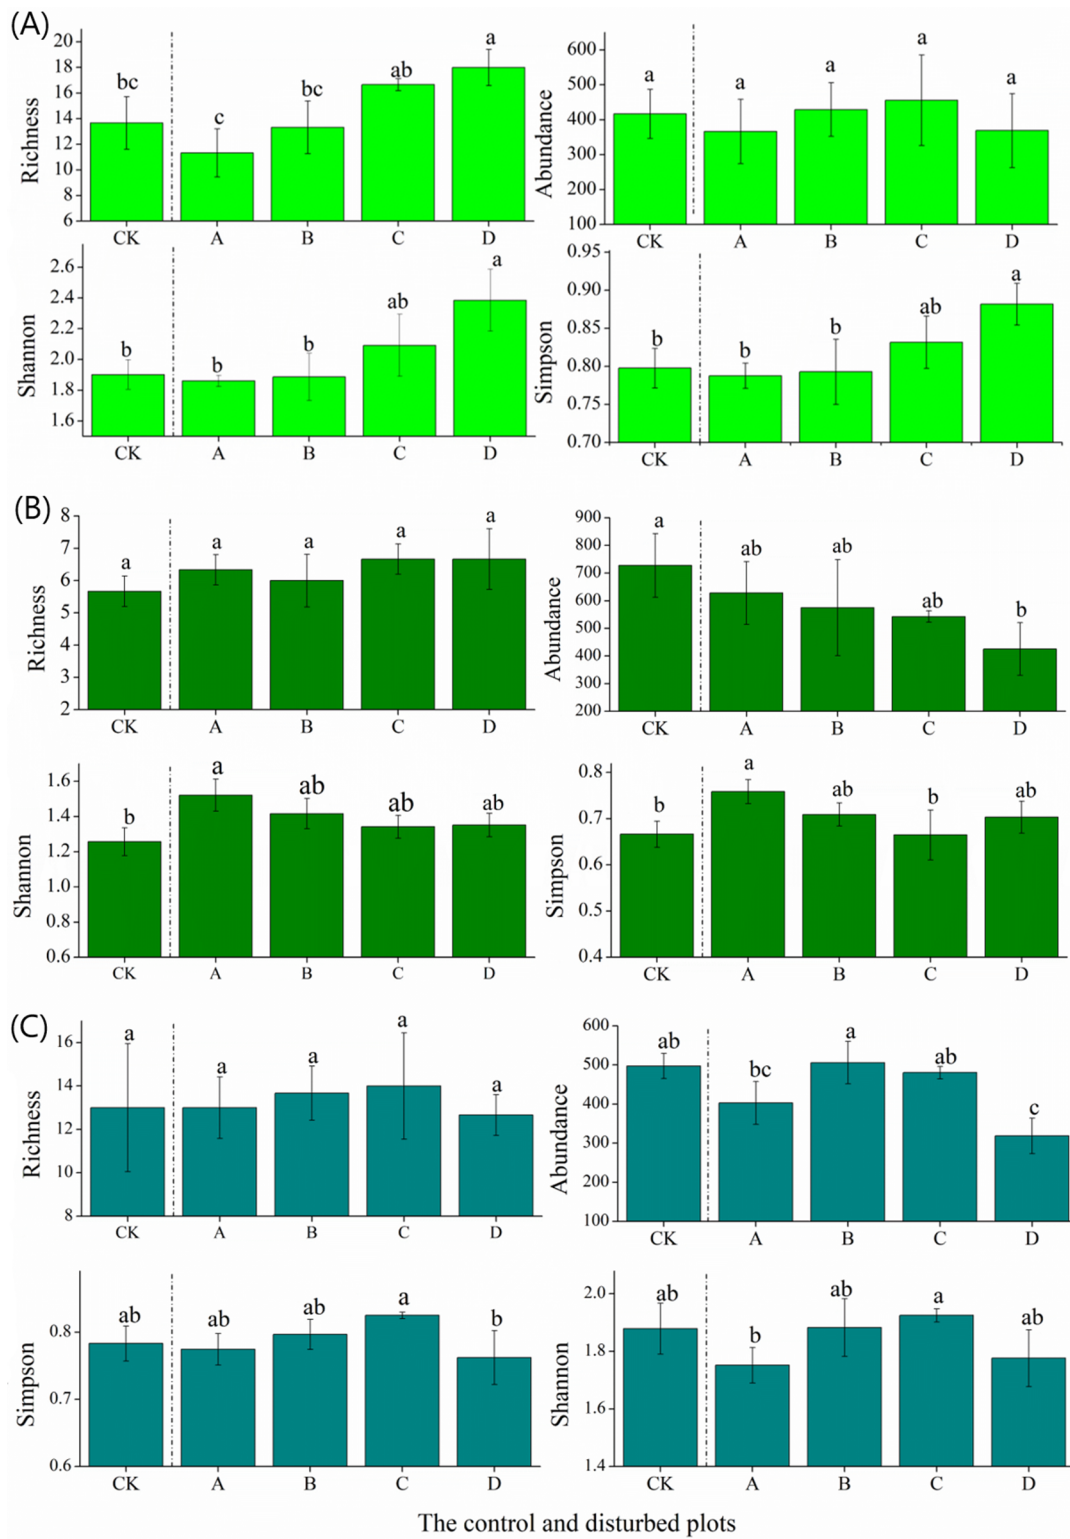 (A)
Richness
20
18
16
14
12
10
8
6
bc
c
bc
ab
a
CK A B C D
Abundance
600
500
400
300
200
100
a
a
a
a
a
CK A B C D
Shannon
2.6
2.4
2.2
2.0
1.8
1.6
b
b
b
ab
a
CK A B C D
Simpson
0.95
0.90
0.85
0.80
0.75
0.70
b
b
b
ab
a
CK A B C D
(B)
Richness
8
7
6
5
4
3
2
a
a
a
a
a
CK A B C D
Abundance
900
800
700
600
500
400
300
200
a
ab
ab
ab
b
CK A B C D
Shannon
1.6
1.4
1.2
1.0
0.8
0.6
b
a
ab
ab
ab
CK A B C D
Simpson
0.8
0.7
0.6
0.5
0.4
b
a
ab
b
ab
CK A B C D
(C)
Richness
16
14
12
10
8
a
a
a
a
a
CK A B C D
Abundance
600
500
400
300
200
100
ab
bc
a
ab
c
CK A B C D
Simpson
0.8
0.7
0.6
ab
ab
ab
a
b
CK A B C D
Shannon
2.0
1.8
1.6
1.4
ab
b
ab
a
ab
CK A B C D
The control and disturbed plots